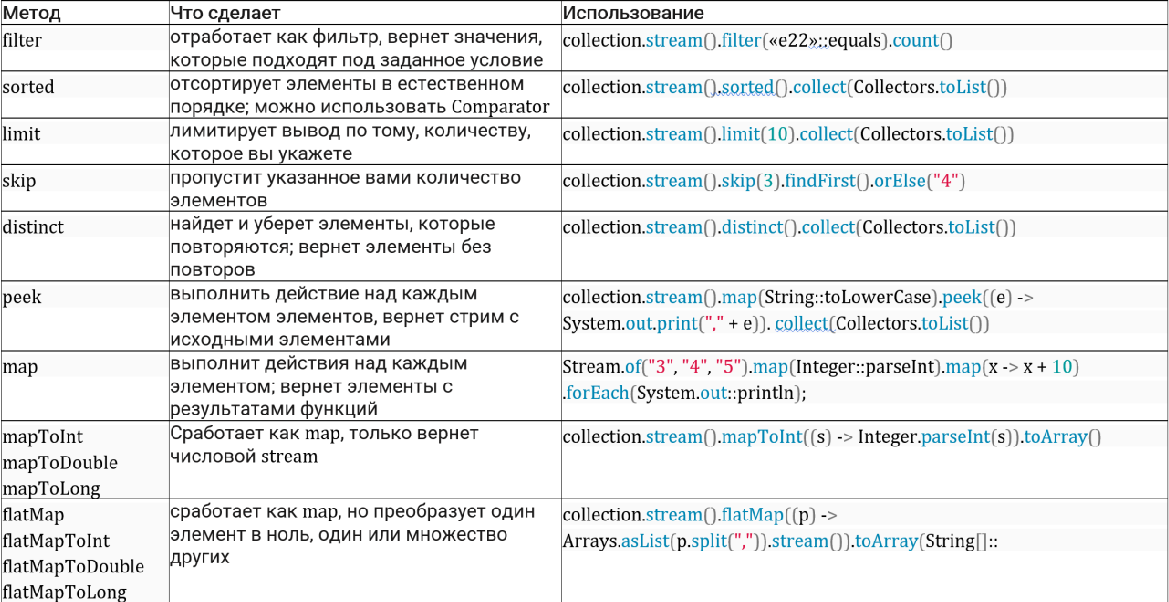 Метод Что сделает Использование
filter отработает как фильтр, вернет значения, collection.stream().filter(«e22»::equals).count()
которые подходят под заданное условие
sorted отсортирует элементы в естественном collection.stream().sorted().collect(Collectors.toList())
порядке; можно использовать Comparator
limit лимитирует вывод по тому, количеству, collection.stream().limit(10).collect(Collectors.toList())
которое вы укажете
skip пропустит указанное вами количество collection.stream().skip(3).findFirst().orElse("4")
элементов
distinct найдет и уберет элементы, которые collection.stream().distinct().collect(Collectors.toList())
повторяются; вернет элементы без
повторов
peek выполнить действие над каждым collection.stream().map(String::toLowerCase).peek((e) ->
элементом элементов, вернет стрим с System.out.print("," + e)). collect(Collectors.toList())
исходными элементами
map выполнит действия над каждым Stream.of("3", "4", "5").map(Integer::parseInt).map(x -> x + 10)
элементом; вернет элементы с .forEach(System.out::println);
результатами функций
mapToInt Сработает как map, только вернет collection.stream().mapToInt((s) -> Integer.parseInt(s)).toArray()
mapToDouble числовой stream
mapToLong
flatMap сработает как map, но преобразует один collection.stream().flatMap((p) ->
flatMapToInt элемент в ноль, один или множество Arrays.asList(p.split(",")).stream()).toArray(String[]::
flatMapToDouble других
flatMapToLong